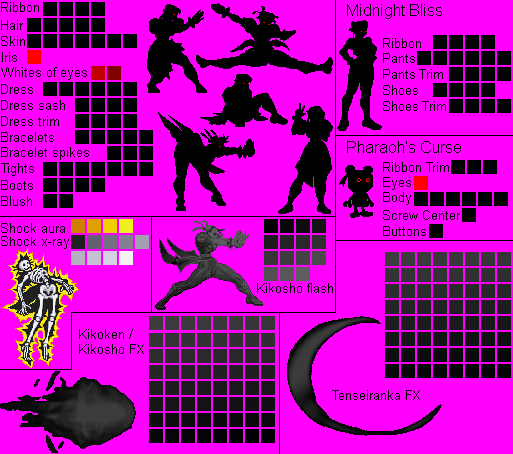 Ribbon
Hair
Skin
Iris
Whites of eyes
Dress
Dress sash
Dress trim
Bracelets
Bracelet spikes
Tights
Boots
Blush
Midnight Bliss
Ribbon
Pants
Pants Trim
Shoes
Shoes Trim
Pharaoh's Curse
Ribbon Trim
Eyes
Body
Screw Center
Buttons
Shock aura
Shock x-ray
Kikosho flash
Kikoken /
Kikosho FX
Tenseiranka FX